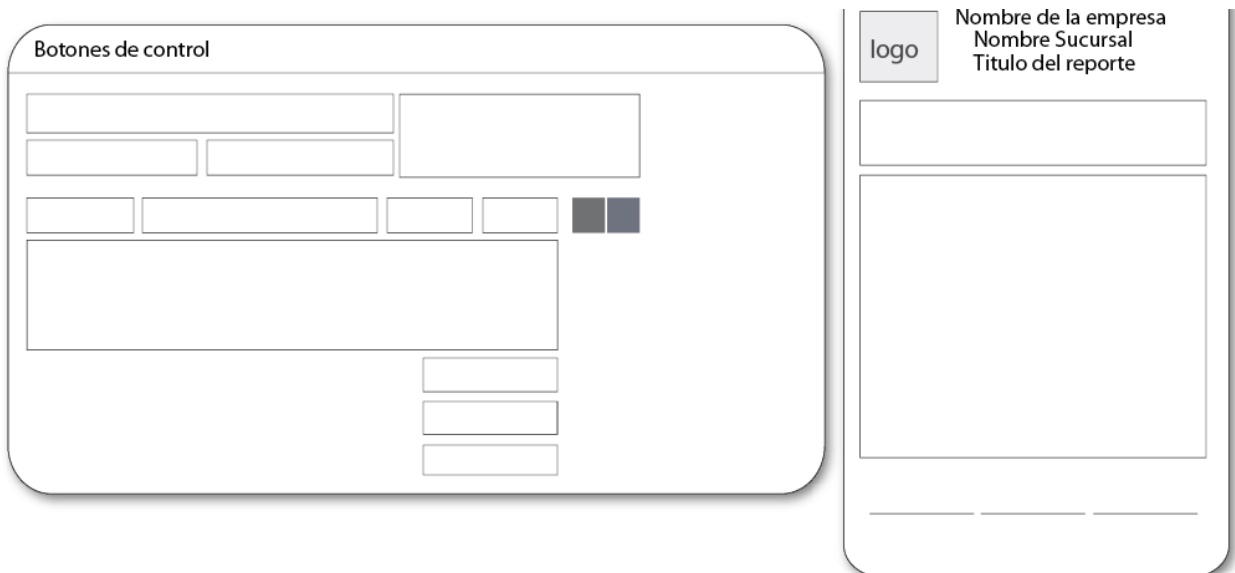 Botones de control
logo
Nombre de la empresa
Nombre Sucursal
Titulo del reporte